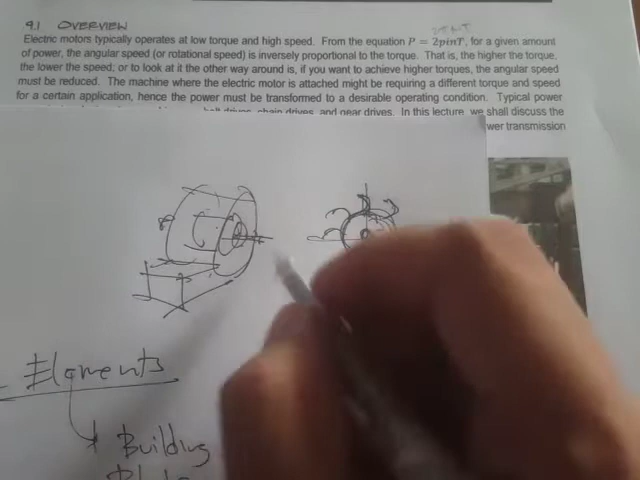 9.1 OVERVIEW
Electric motors typically operates at low torque and high speed. From the equation P = 2pinT, for a given amount
of power, the angular speed (or rotational speed) is inversely proportional to the torque. That is, the higher the torque,
the lower the speed; or to look at it the other way around is, if you want to achieve higher torques, the angular speed
must be reduced. The machine where the electric motor is attached might be requiring a different torque and speed
for a certain application, hence the power must be transformed to a desirable operating condition. Typical power
belt drives, chain drives, and gear drives. In this lecture, we shall discuss the
wer transmission
Elements
Building